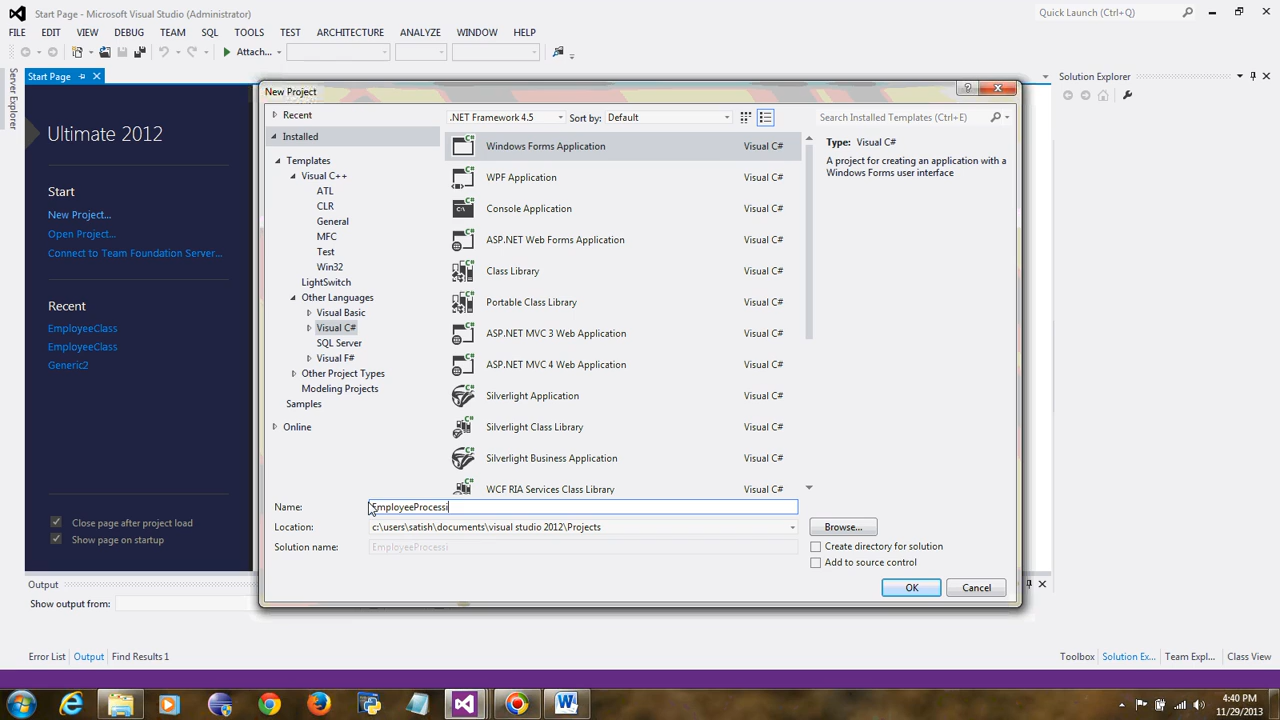 Start Page - Microsoft Visual Studio (Administrator)
Quick Launch (Ctrl+Q)
FILE EDIT VIEW DEBUG TEAM SQL TOOLS TEST ARCHITECTURE ANALYZE WINDOW HELP
Attach...
Server Explorer
Start Page
Solution Explorer
Ultimate 2012
Start
New Project...
Open Project...
Connect to Team Foundation Server...
Recent
EmployeeClass
EmployeeClass
Generic2
Close page after project load
Show page on startup
New Project
Recent
Installed
Templates
Visual C++
ATL
CLR
General
MFC
Test
Win32
LightSwitch
Other Languages
Visual Basic
Visual C#
SQL Server
Visual F#
Other Project Types
Modeling Projects
Samples
Online
.NET Framework 4.5
Sort by: Default
Search Installed Templates (Ctrl+E)
Windows Forms Application Visual C#
WPF Application Visual C#
Console Application Visual C#
ASP.NET Web Forms Application Visual C#
Class Library Visual C#
Portable Class Library Visual C#
ASP.NET MVC 3 Web Application Visual C#
ASP.NET MVC 4 Web Application Visual C#
Silverlight Application Visual C#
Silverlight Class Library Visual C#
Silverlight Business Application Visual C#
WCF RIA Services Class Library Visual C#
Type: Visual C#
A project for creating an application with a
Windows Forms user interface
Name: EmployeeProcessi
Location: c:\users\satish\documents\visual studio 2012\Projects
Browse...
Solution name: EmployeeProcessi
Create directory for solution
Add to source control
OK Cancel
Output
Show output from:
Error List Output Find Results 1
Toolbox Solution Ex... Team Expl... Class View
4:40 PM
11/29/2013